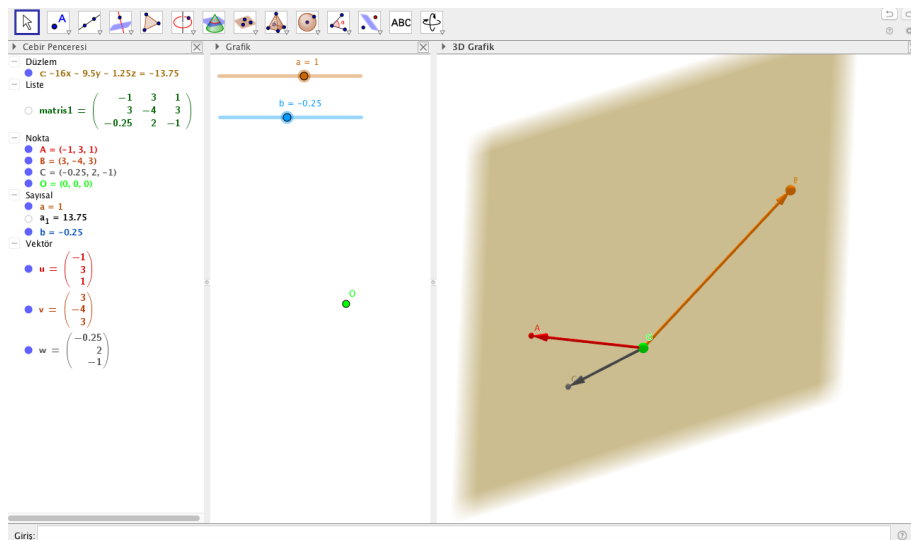 ABC
Cebir Penceresi
Grafik
3D Grafik
Düzlem
c: -16x - 9.5y - 1.25z = -13.75
Liste
matris1 = ( -1 3 1
3 -4 3
-0.25 2 -1 )
Nokta
A = (-1, 3, 1)
B = (3, -4, 3)
C = (-0.25, 2, -1)
O = (0, 0, 0)
Sayısal
a = 1
a₁ = 13.75
b = -0.25
Vektör
u = ( -1
3
1 )
v = ( 3
-4
3 )
w = ( -0.25
2
-1 )
a = 1
b = -0.25
O
A
Giriş: